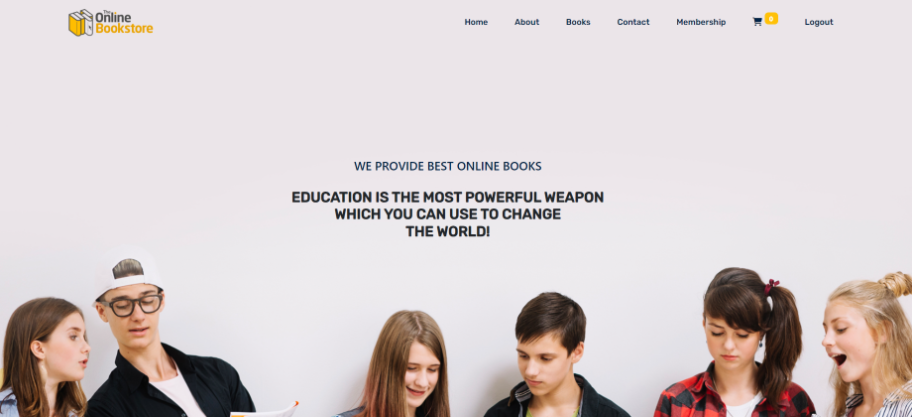 The
Online
Bookstore
Home
About
Books
Contact
Membership
0
Logout
WE PROVIDE BEST ONLINE BOOKS
EDUCATION IS THE MOST POWERFUL WEAPON
WHICH YOU CAN USE TO CHANGE
THE WORLD!